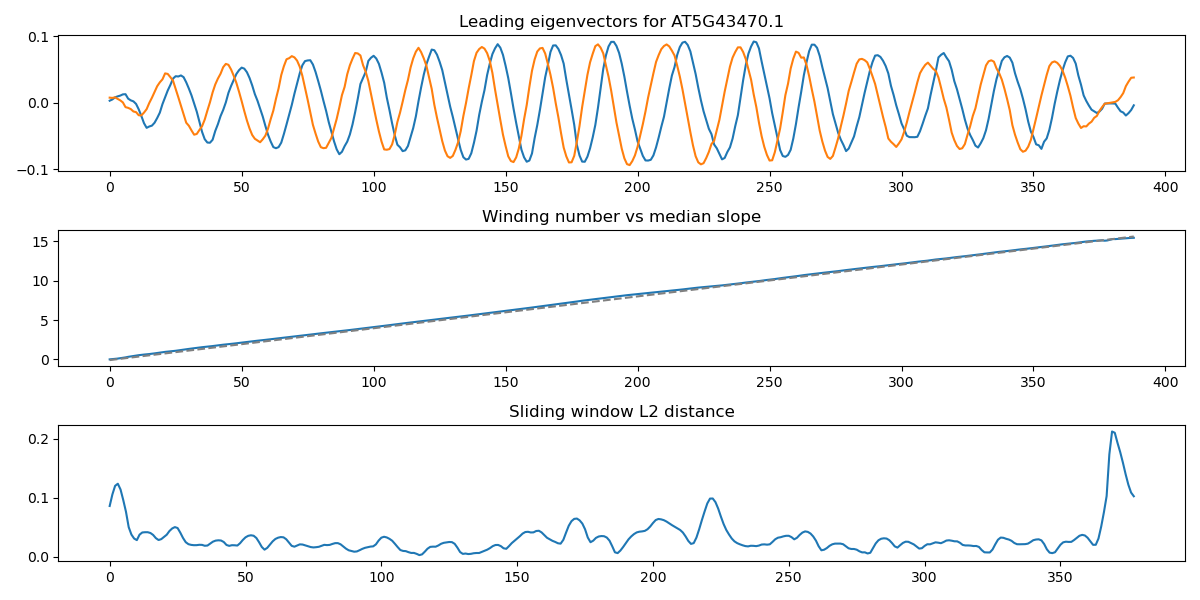 Leading eigenvectors for AT5G43470.1
0.1
0.0
−0.1
0 50 100 150 200 250 300 350 400
Winding number vs median slope
15
10
5
0
0 50 100 150 200 250 300 350 400
Sliding window L2 distance
0.2
0.1
0.0
0 50 100 150 200 250 300 350